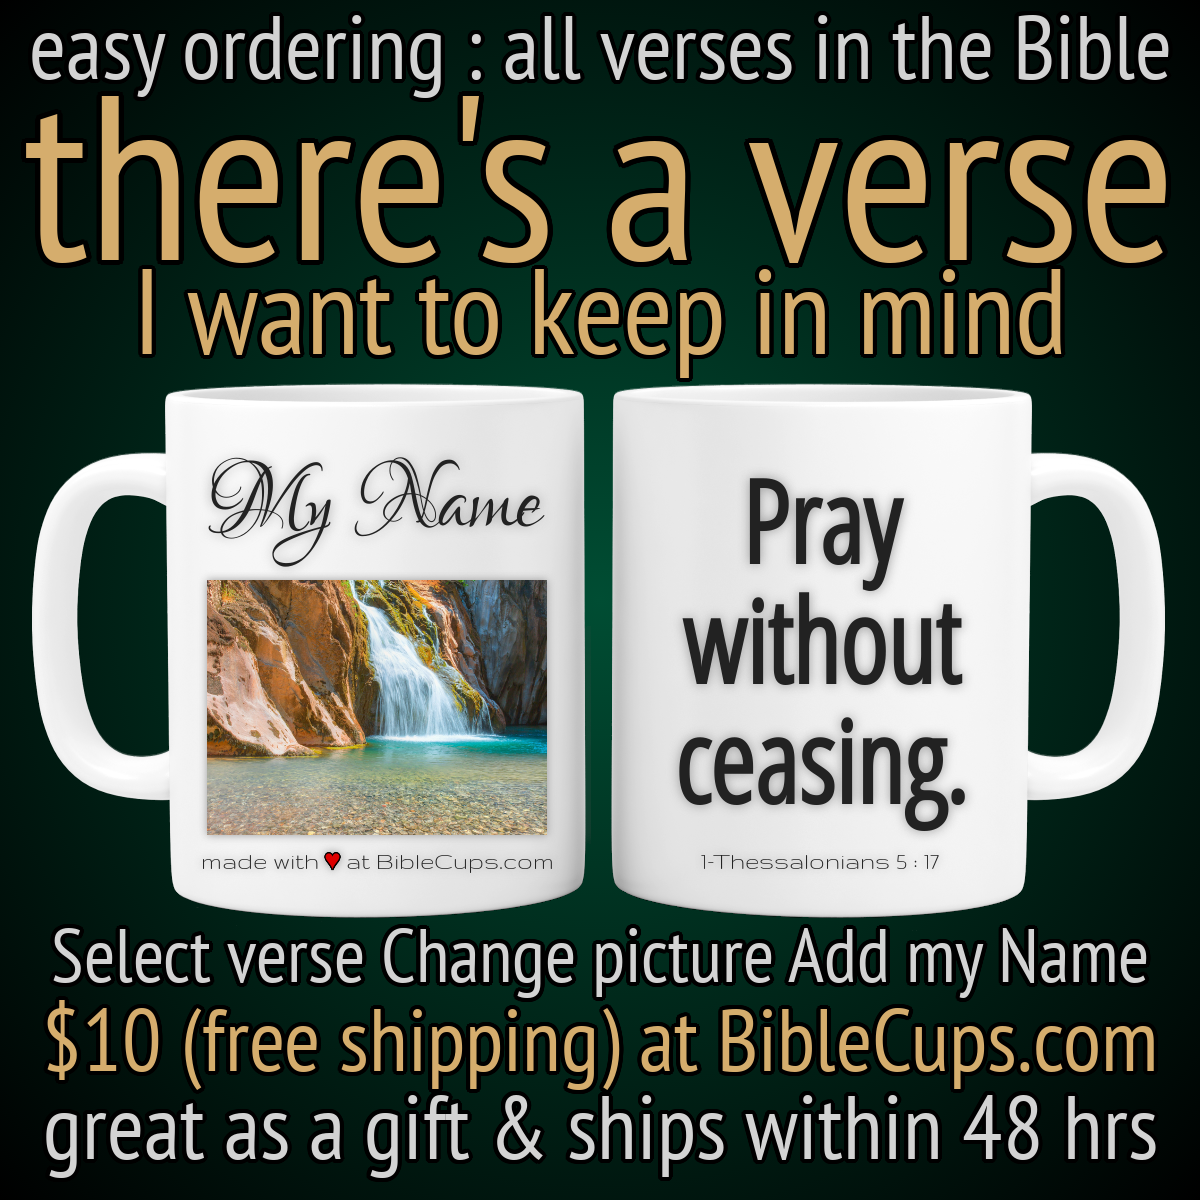 easy ordering : all verses in the Bible
there's a verse
I want to keep in mind
My Name
made with ♥ at BibleCups.com
Pray
without
ceasing.
1-Thessalonians 5 : 17
Select verse Change picture Add my Name
$10 (free shipping) at BibleCups.com
great as a gift & ships within 48 hrs